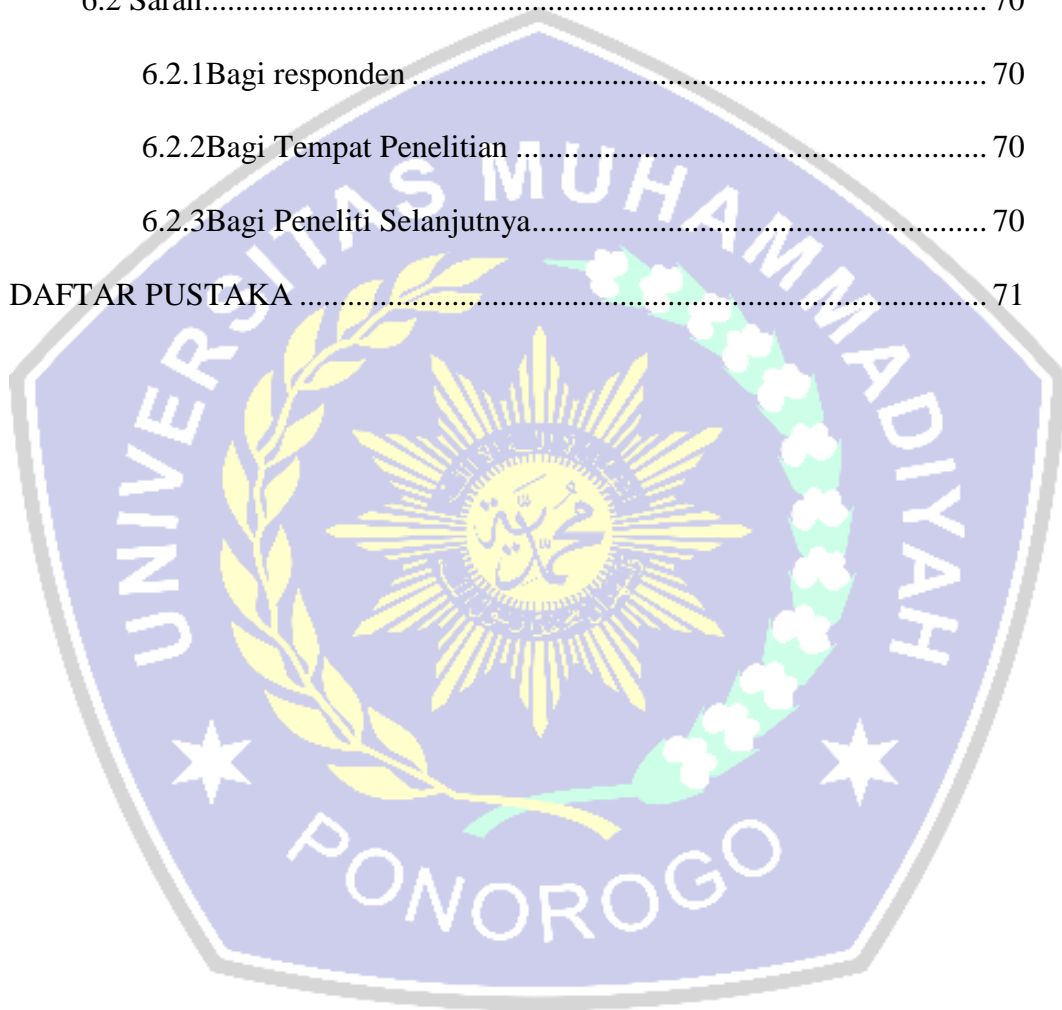 6.2 Saran.......................................................................................................... 70
6.2.1Bagi responden ............................................................................. 70
6.2.2Bagi Tempat Penelitian ............................................................... 70
6.2.3Bagi Peneliti Selanjutnya............................................................. 70
DAFTAR PUSTAKA ............................................................................................ 71
UNIVERSITAS MUHAMMADIYAH
محمدية
PONOROGO